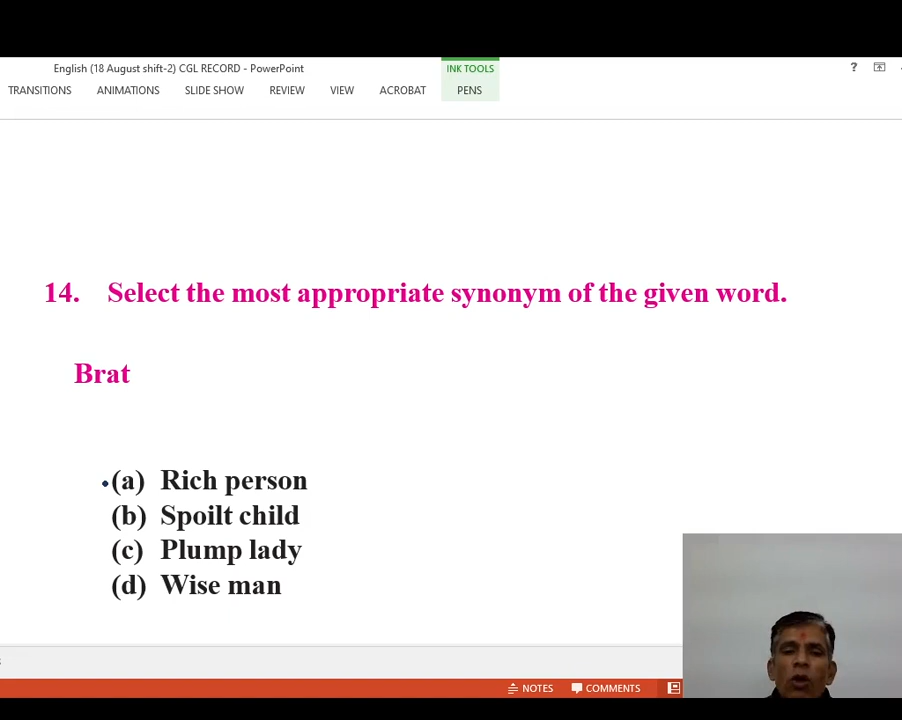 English (18 August shift-2) CGL RECORD - PowerPoint
INK TOOLS
?
TRANSITIONS ANIMATIONS SLIDE SHOW REVIEW VIEW ACROBAT PENS
14. Select the most appropriate synonym of the given word.
Brat
(a) Rich person
(b) Spoilt child
(c) Plump lady
(d) Wise man
NOTES COMMENTS